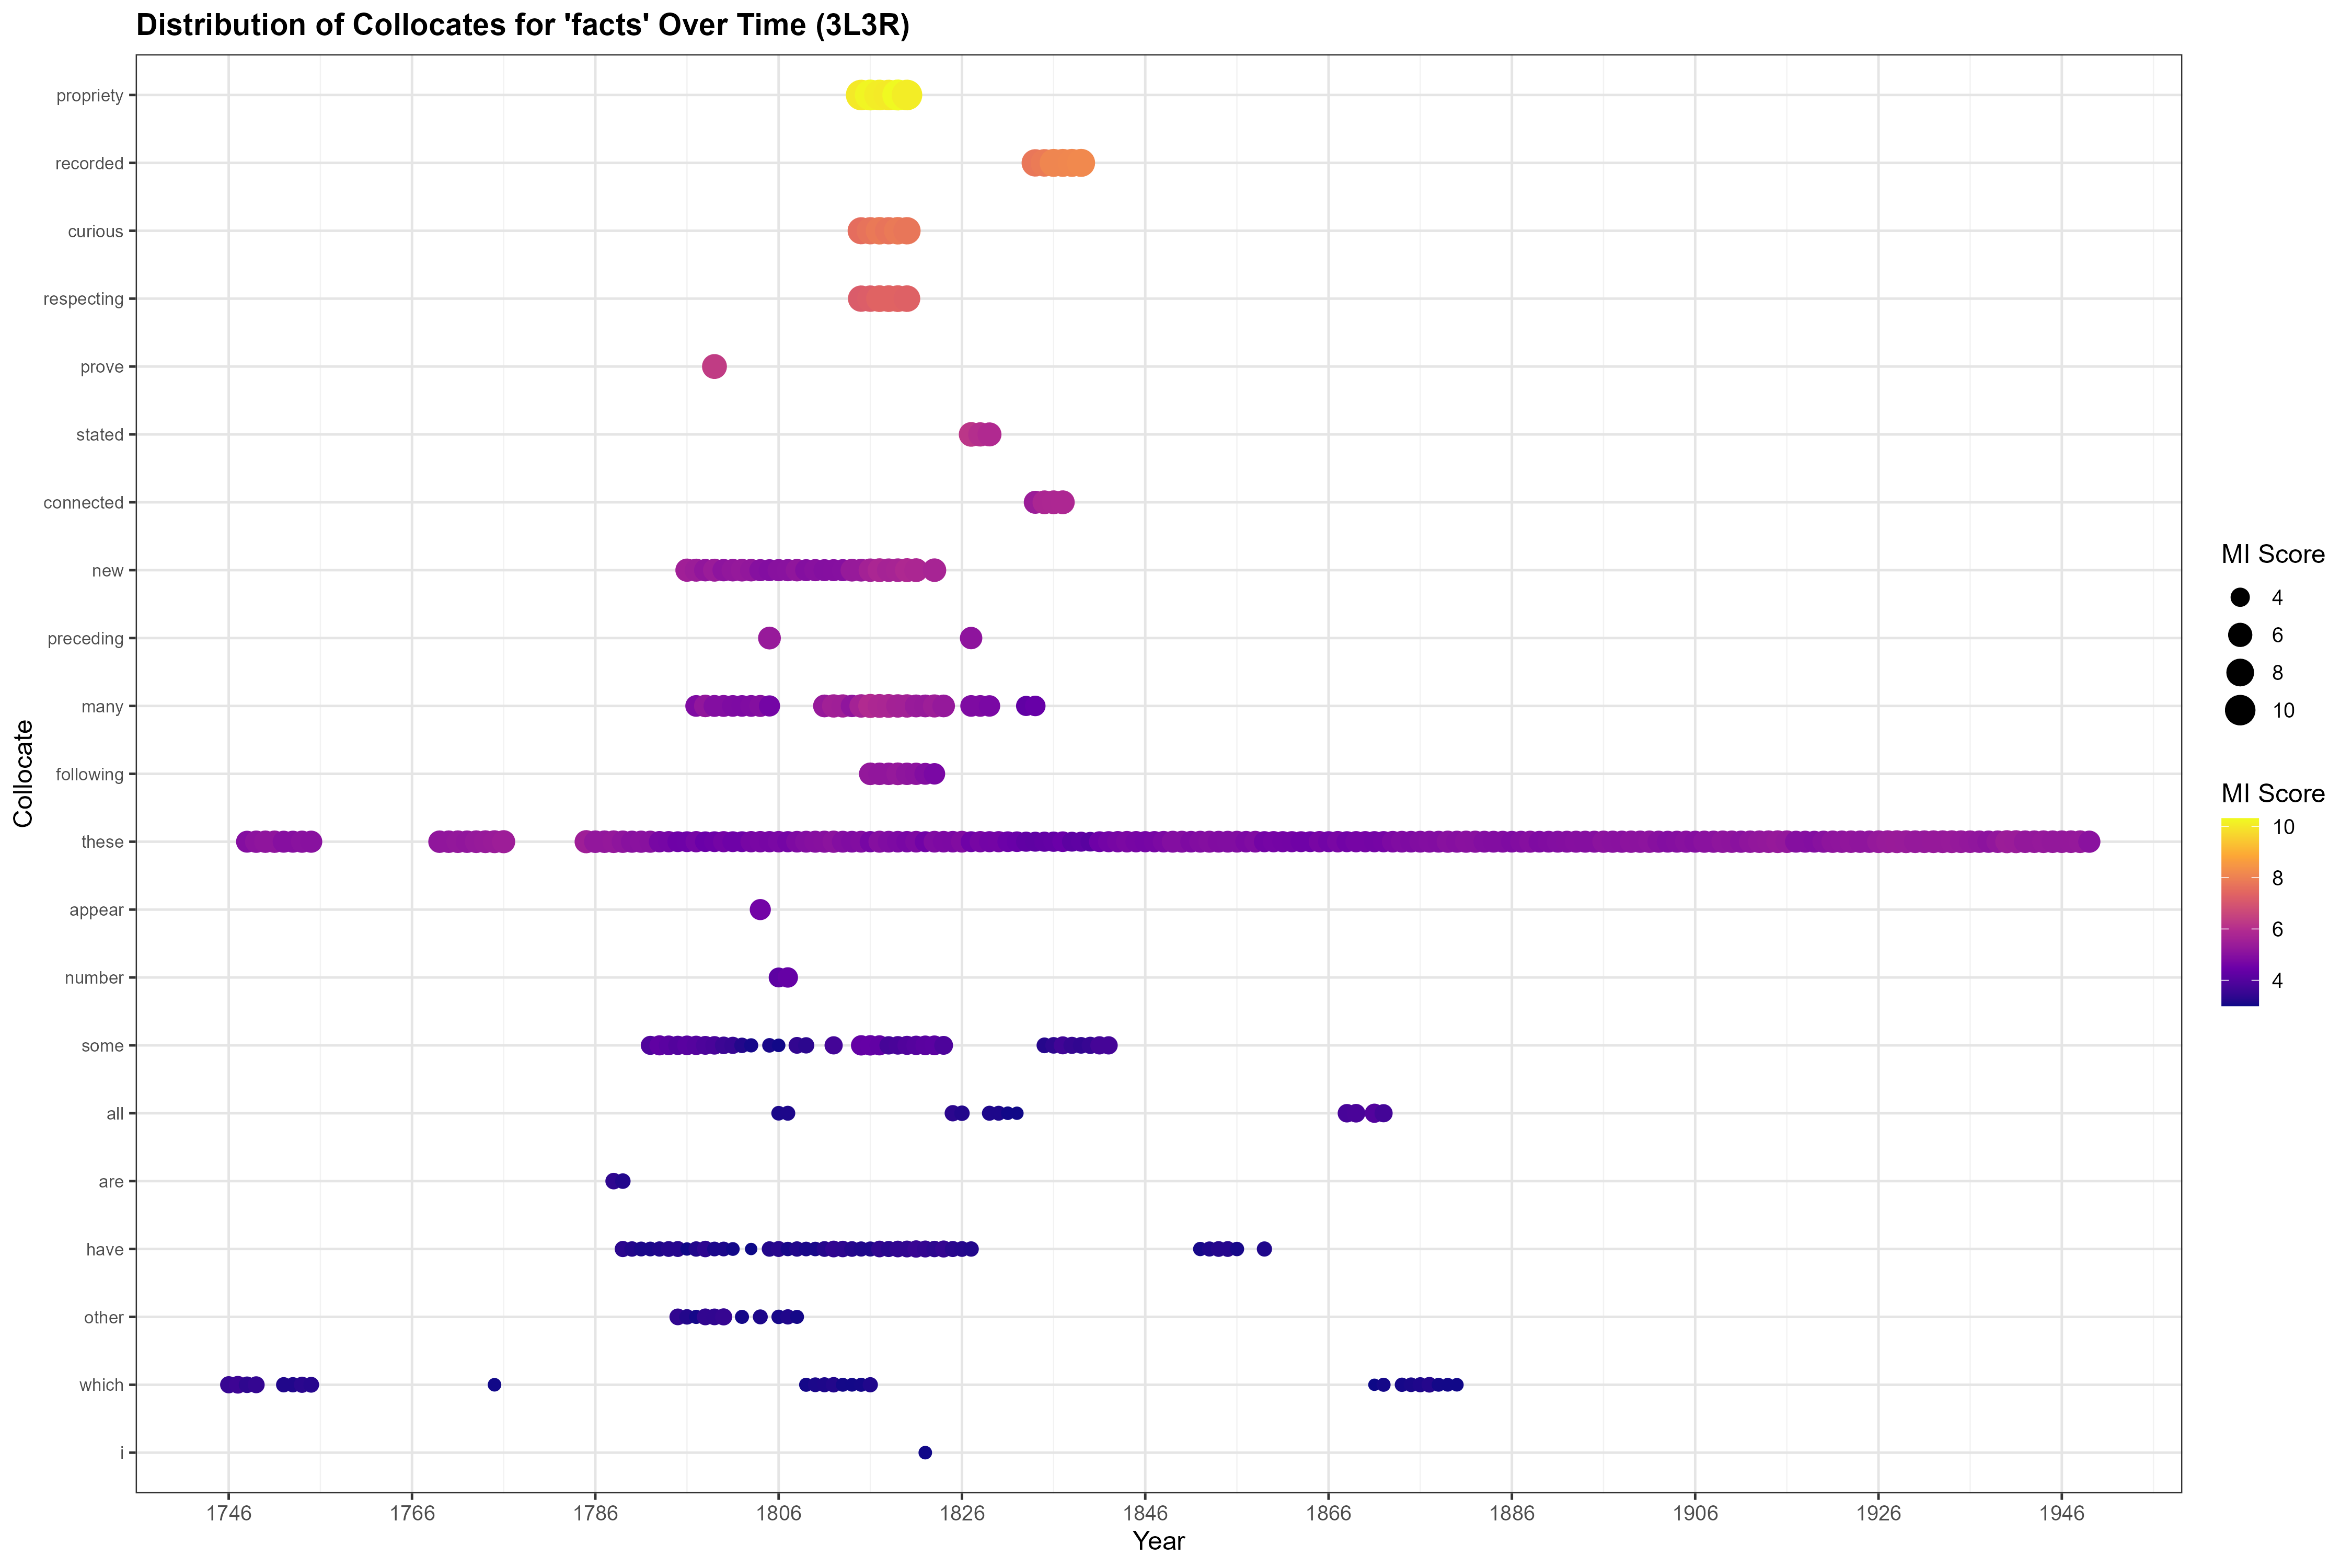 Distribution of Collocates for 'facts' Over Time (3L3R)
Collocate
propriety
recorded
curious
respecting
prove
stated
connected
new
preceding
many
following
these
appear
number
some
all
are
have
other
which
i
1746 1766 1786 1806 1826 1846 1866 1886 1906 1926 1946
Year
MI Score
4
6
8
10
MI Score
10
8
6
4